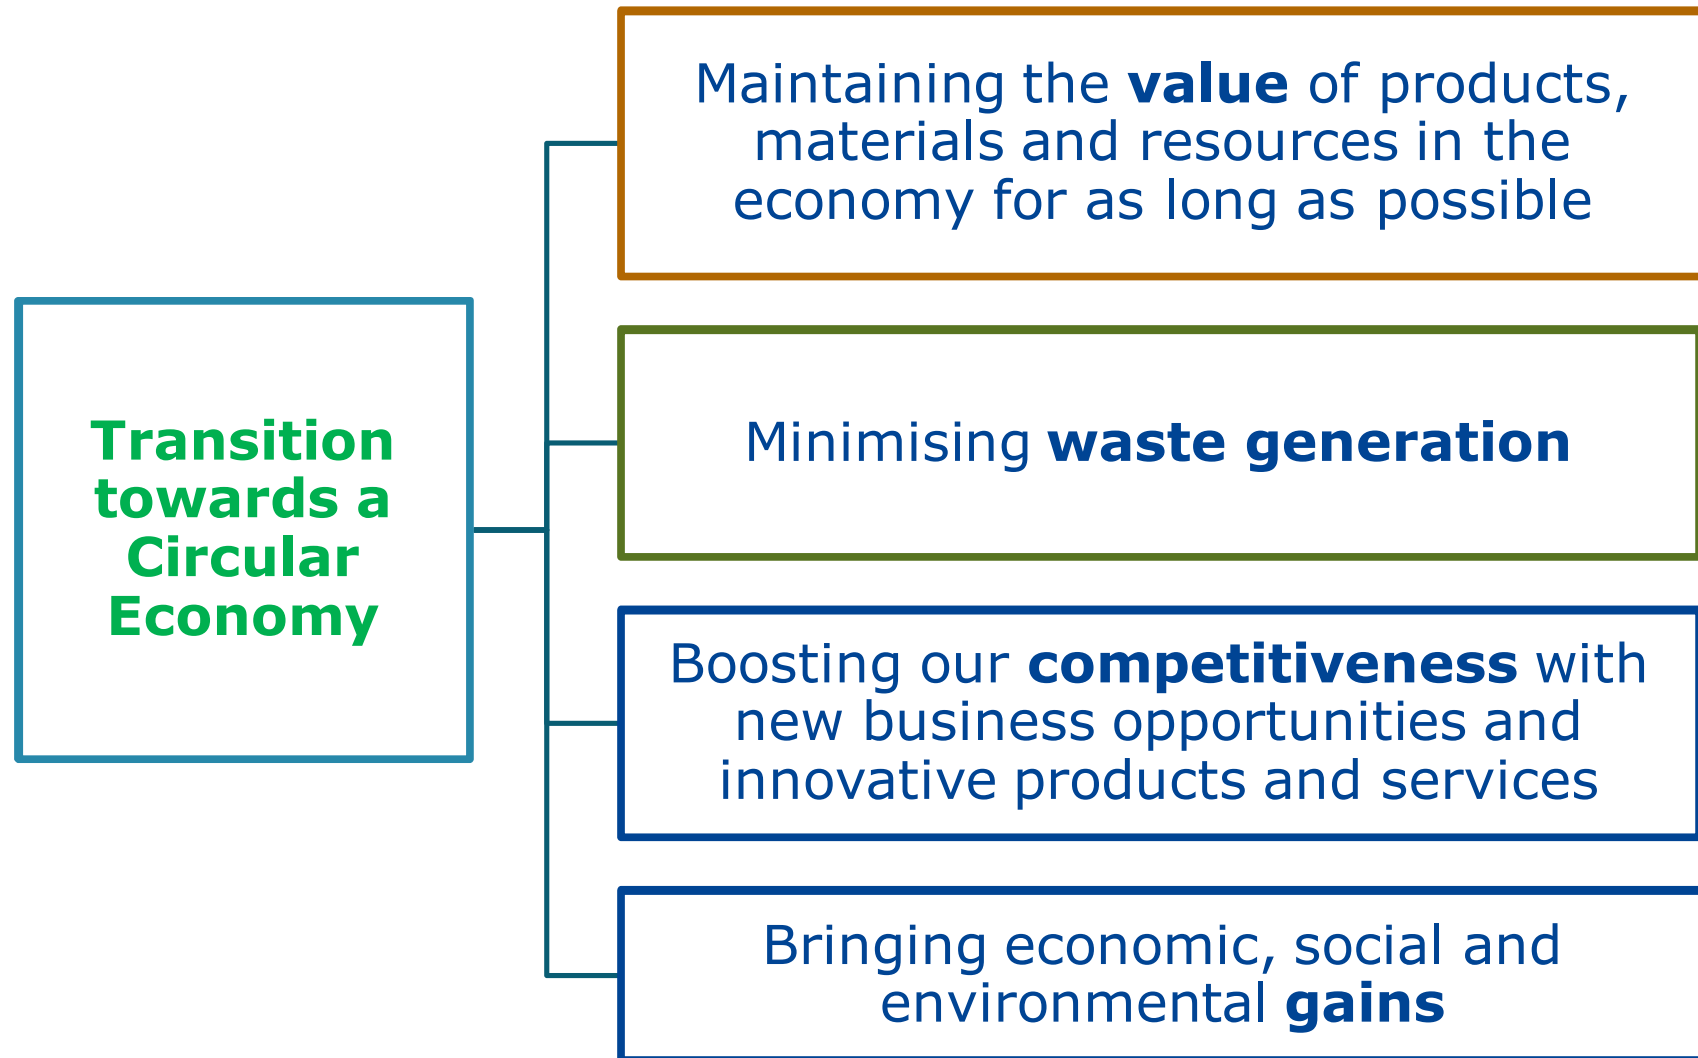 Transition
towards a
Circular
Economy
Maintaining the value of products,
materials and resources in the
economy for as long as possible
Minimising waste generation
Boosting our competitiveness with
new business opportunities and
innovative products and services
Bringing economic, social and
environmental gains